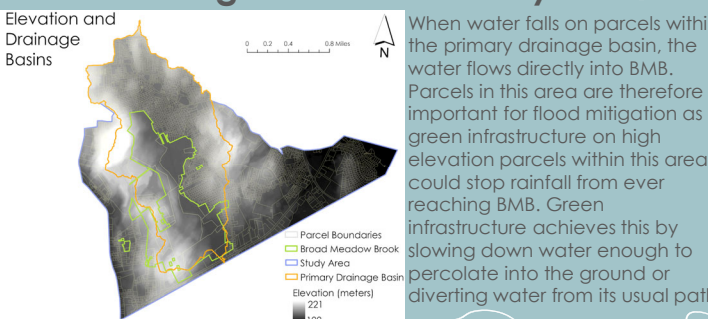 Elevation and
Drainage
Basins
0 0.2 0.4 0.8 Miles
N
Parcel Boundaries
Broad Meadow Brook
Study Area
Primary Drainage Basin
Elevation (meters)
221
When water falls on parcels within
the primary drainage basin, the
water flows directly into BMB.
Parcels in this area are therefore
important for flood mitigation as
green infrastructure on high
elevation parcels within this area
could stop rainfall from ever
reaching BMB. Green
infrastructure achieves this by
slowing down water enough to
percolate into the ground or
diverting water from its usual path